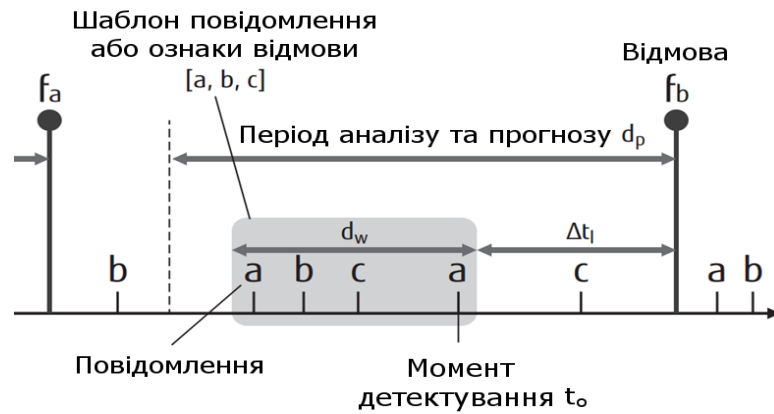 Шаблон повідомлення
або ознаки відмови
[a, b, c]
Відмова
fa
fb
Період аналізу та прогнозу dp
dw
Δtl
b a b c a c a b
Повідомлення
Момент
детектування to